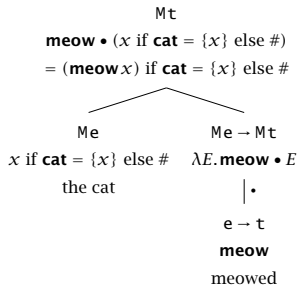 Mt
meow • (x if cat = {x} else #)
= (meow x) if cat = {x} else #
Me
x if cat = {x} else #
the cat
Me → Mt
λE. meow • E
•
e → t
meow
meowed